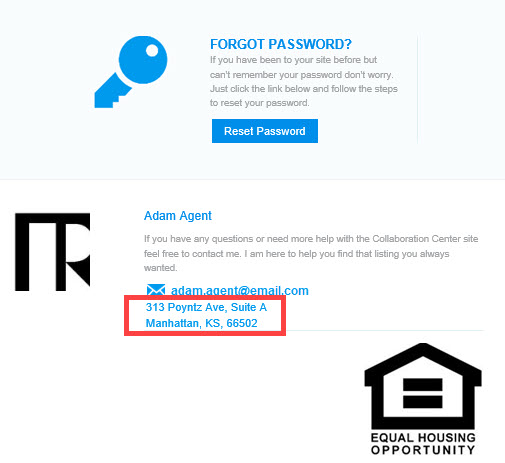 FORGOT PASSWORD?
If you have been to your site before but
can't remember your password don't worry.
Just click the link below and follow the steps
to reset your password.
Reset Password
Adam Agent
If you have any questions or need more help with the Collaboration Center site
feel free to contact me. I am here to help you find that listing you always
wanted.
adam.agent@email.com
313 Poyntz Ave, Suite A
Manhattan, KS, 66502
EQUAL HOUSING
OPPORTUNITY